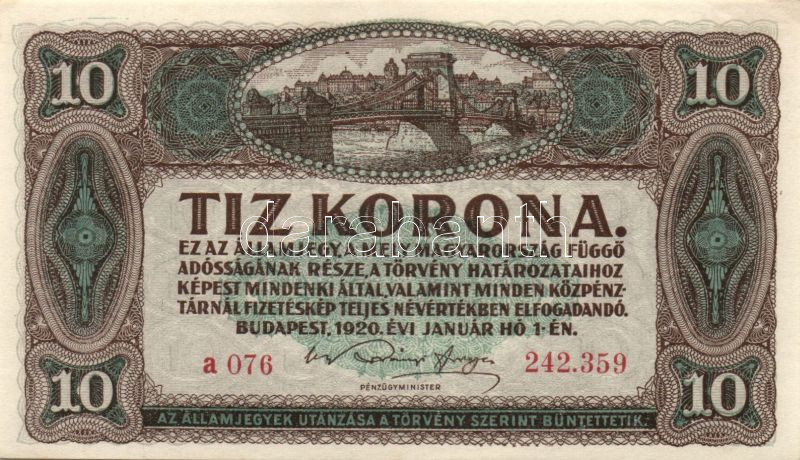 10 10
TIZ KORONA.
EZ AZ ÁLLAMJEGY, AMELY MAGYARORSZÁG FÜGGŐ
ADÓSSÁGÁNAK RÉSZE, A TÖRVÉNY HATÁROZATAIHOZ
KÉPEST MINDENKI ÁLTAL, VALAMINT MINDEN KÖZPÉNZ-
TÁRNÁL FIZETÉSKÉP TELJES NÉVÉRTÉKBEN ELFOGADANDÓ.
BUDAPEST, 1920. ÉVI JANUÁR HÓ 1-ÉN.
a 076 242.359
PÉNZÜGYMINISTER
10 10
AZ ÁLLAMJEGYEK UTÁNZÁSA A TÖRVÉNY SZERINT BÜNTETTETIK.